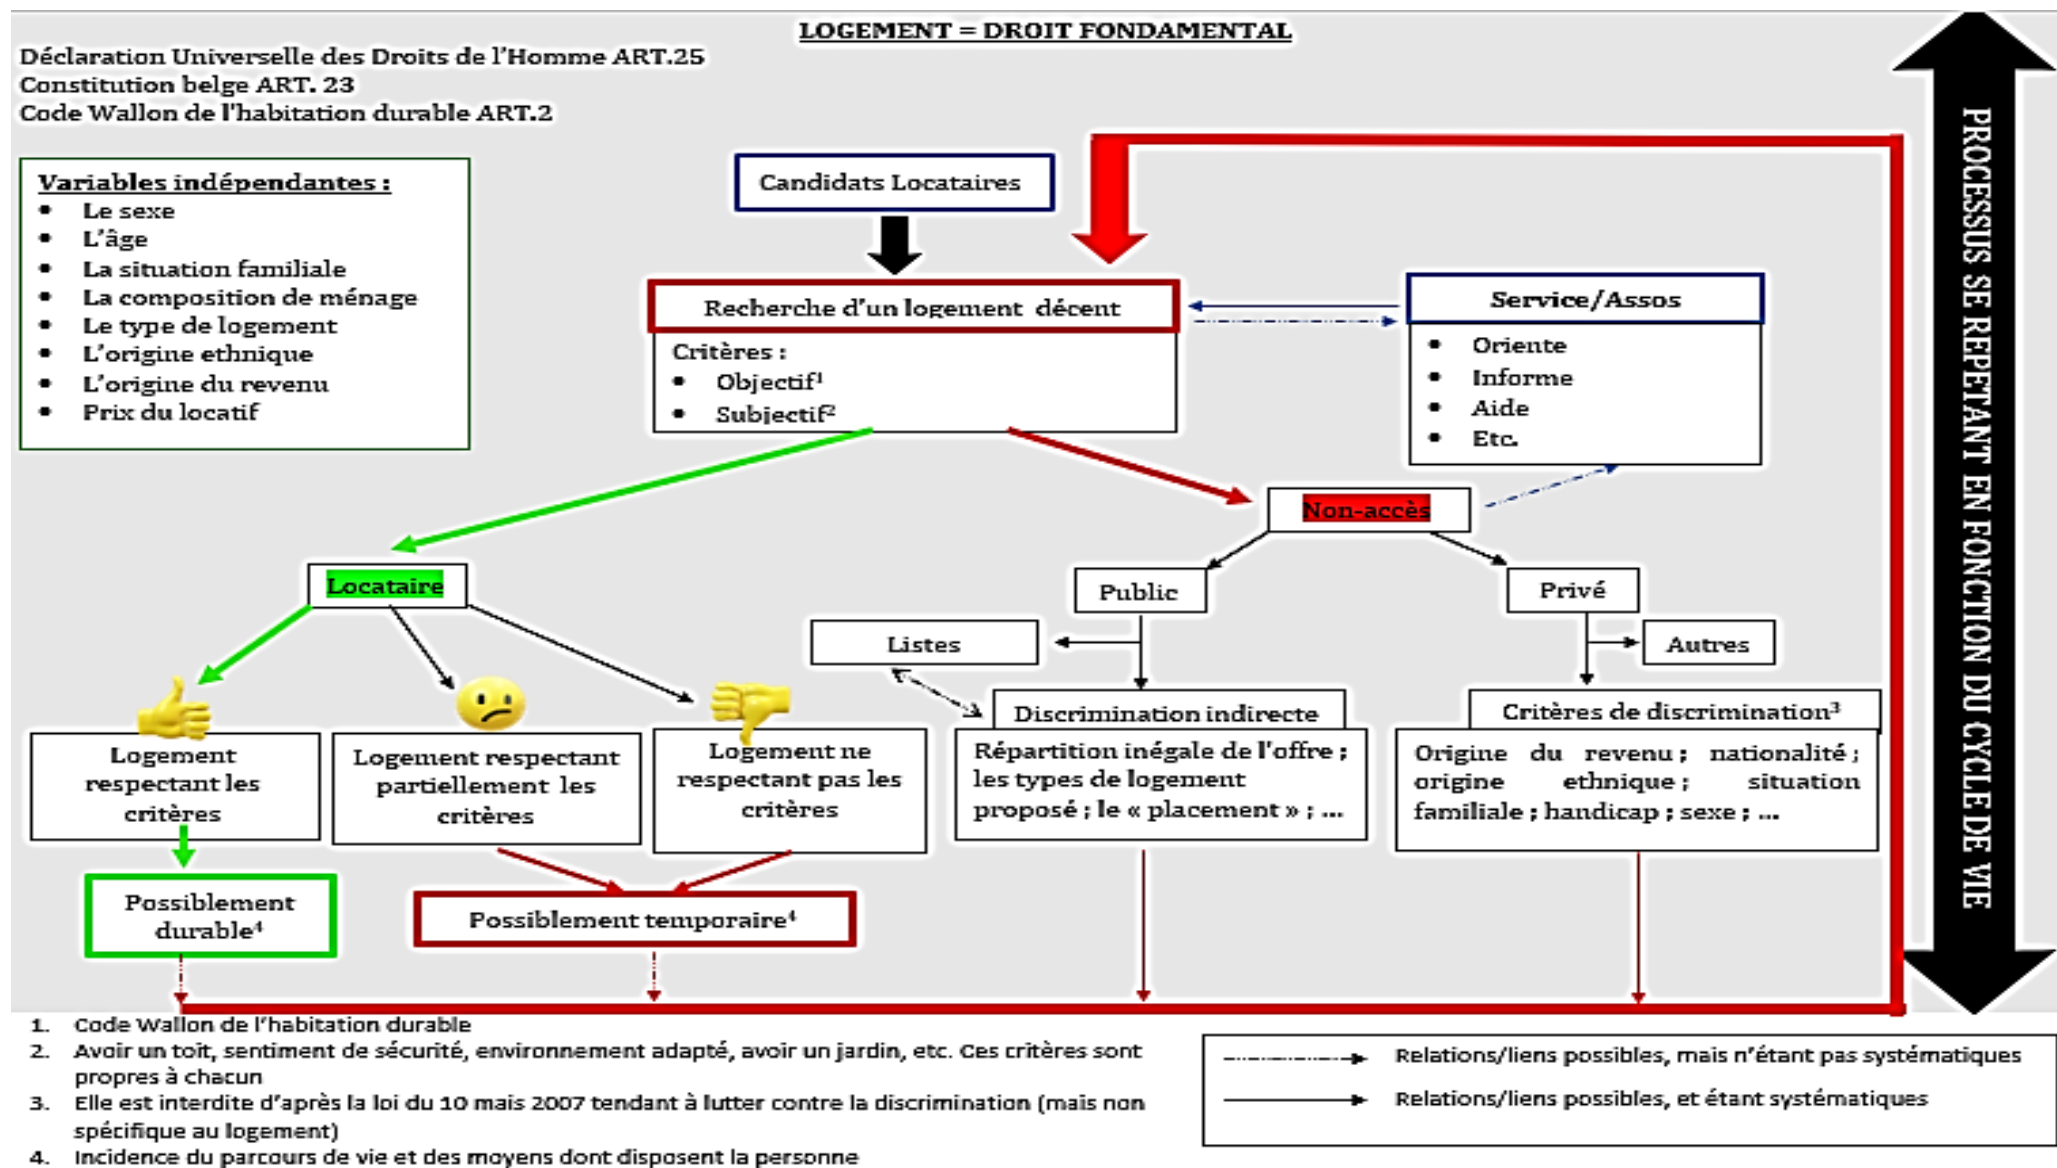 LOGEMENT = DROIT FONDAMENTAL
Déclaration Universelle des Droits de l'Homme ART.25
Constitution belge ART. 23
Code Wallon de l'habitation durable ART.2
Variables indépendantes :
• Le sexe
• L'âge
• La situation familiale
• La composition de ménage
• Le type de logement
• L'origine ethnique
• L'origine du revenu
• Prix du locatif
Candidats Locataires
Recherche d'un logement décent
Critères :
• Objectif¹
• Subjectif²
Service/Assos
• Oriente
• Informe
• Aide
• Etc.
Non-accès
Locataire
Public
Privé
Listes
Autres
Discrimination indirecte
Répartition inégale de l'offre ;
les types de logement
proposé ; le « placement » ; ...
Critères de discrimination³
Origine du revenu ; nationalité ;
origine ethnique ; situation
familiale ; handicap ; sexe ; ...
Logement
respectant les
critères
Logement respectant
partiellement les
critères
Logement ne
respectant pas les
critères
Possiblement
durable⁴
Possiblement temporaire⁴
PROCESSUS SE REPETANT EN FONCTION DU CYCLE DE VIE
1. Code Wallon de l'habitation durable
2. Avoir un toit, sentiment de sécurité, environnement adapté, avoir un jardin, etc. Ces critères sont
propres à chacun
3. Elle est interdite d'après la loi du 10 mais 2007 tendant à lutter contre la discrimination (mais non
spécifique au logement)
4. Incidence du parcours de vie et des moyens dont disposent la personne
Relations/liens possibles, mais n'étant pas systématiques
Relations/liens possibles, et étant systématiques